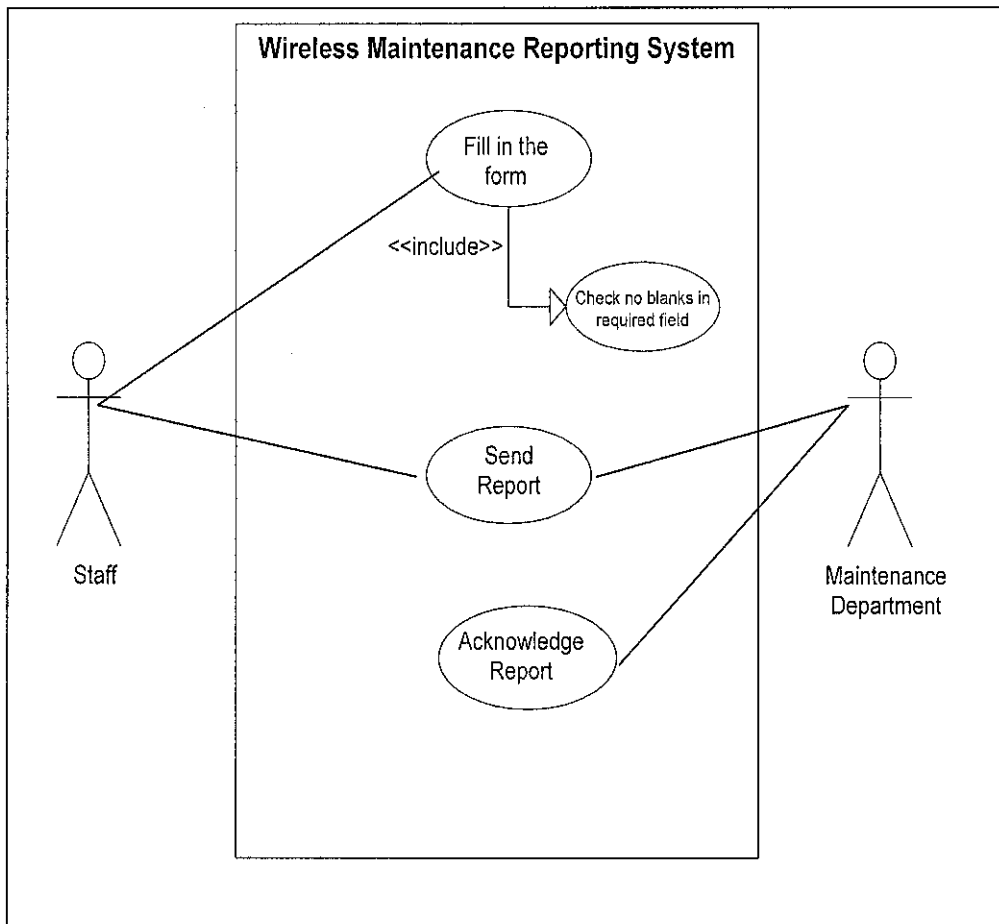 Wireless Maintenance Reporting System
Fill in the
form
<<include>>
Check no blanks in
required field
Send
Report
Staff
Maintenance
Department
Acknowledge
Report